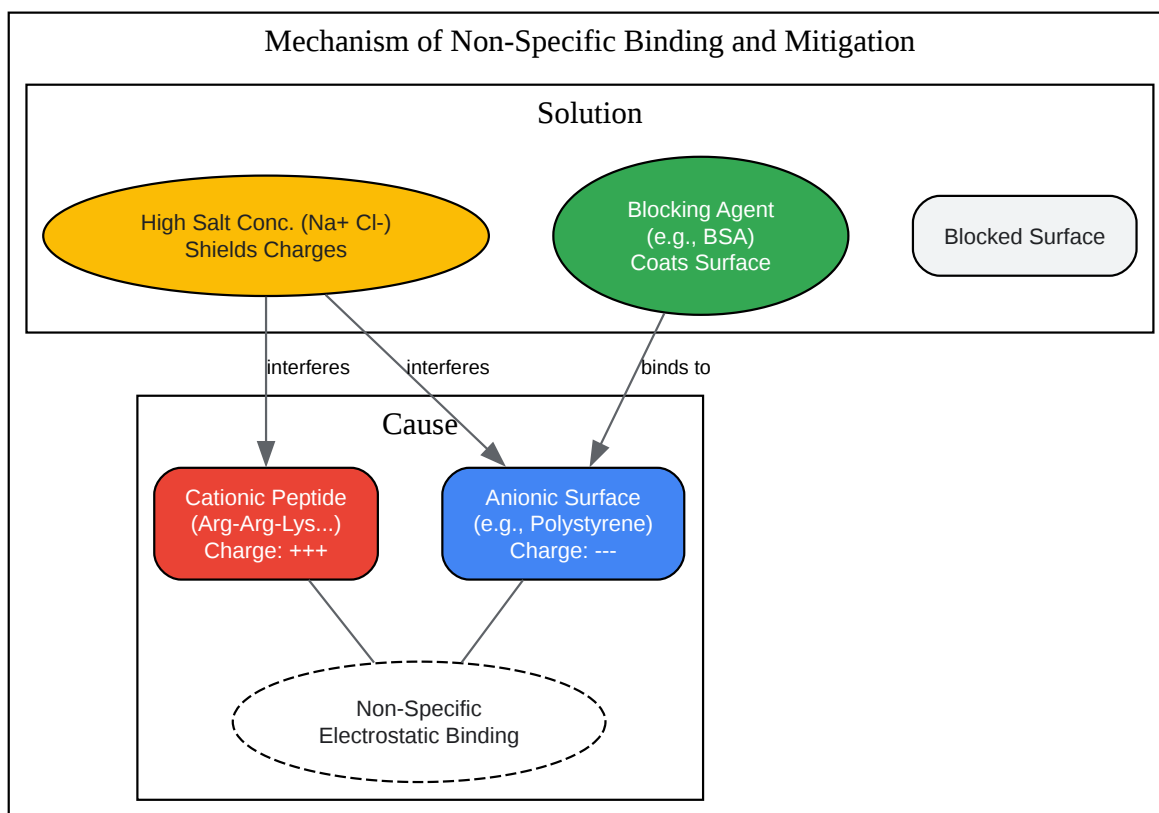 Mechanism of Non-Specific Binding and Mitigation
Solution
High Salt Conc. (Na+ Cl-)
Shields Charges
Blocking Agent
(e.g., BSA)
Coats Surface
Blocked Surface
interferes
interferes
binds to
Cause
Cationic Peptide
(Arg-Arg-Lys...)
Charge: +++
Anionic Surface
(e.g., Polystyrene)
Charge: ---
Non-Specific
Electrostatic Binding